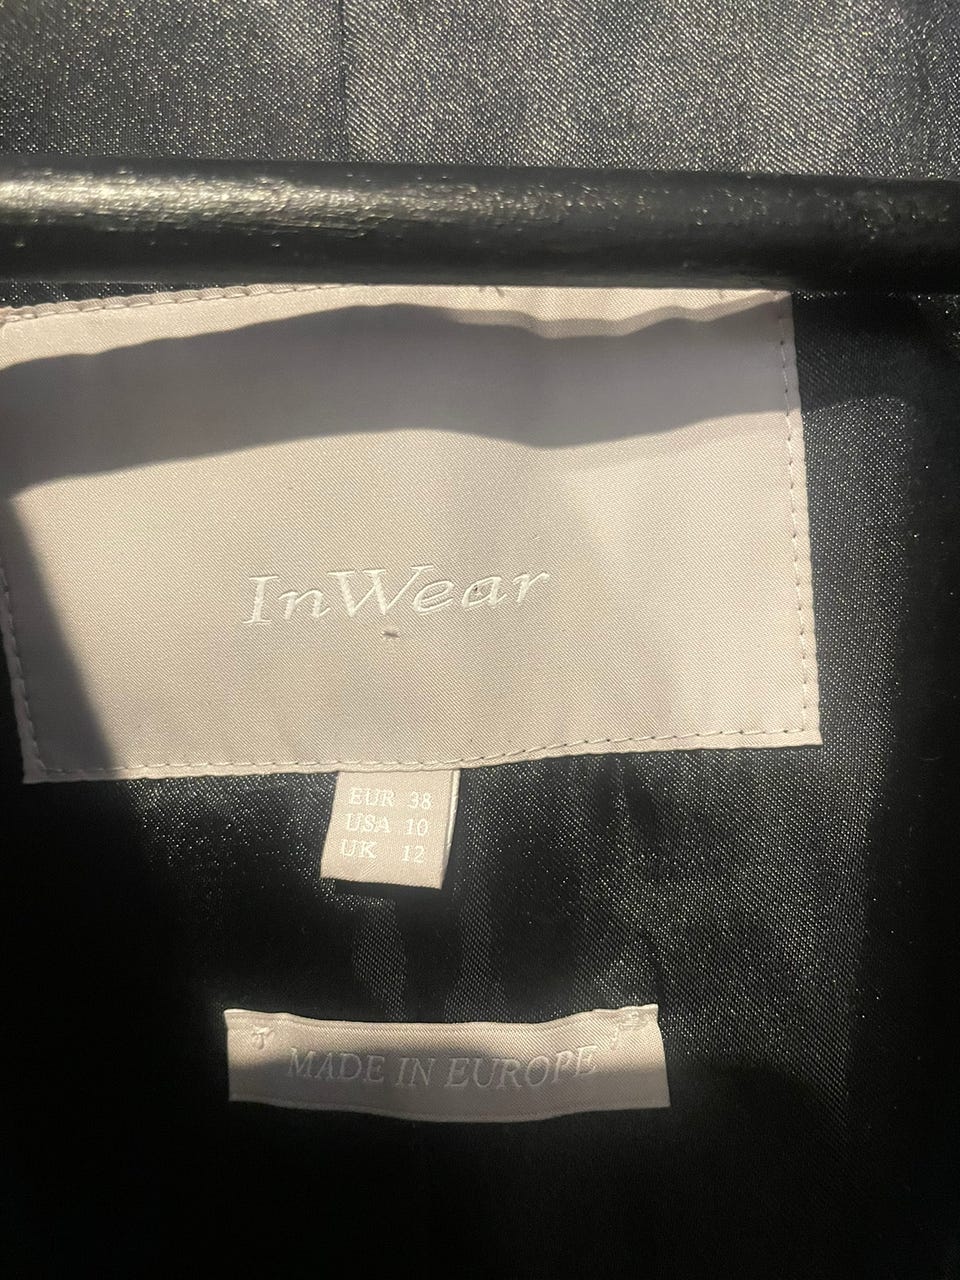 InWear
EUR 38
USA 10
UK 12
MADE IN EUROPE